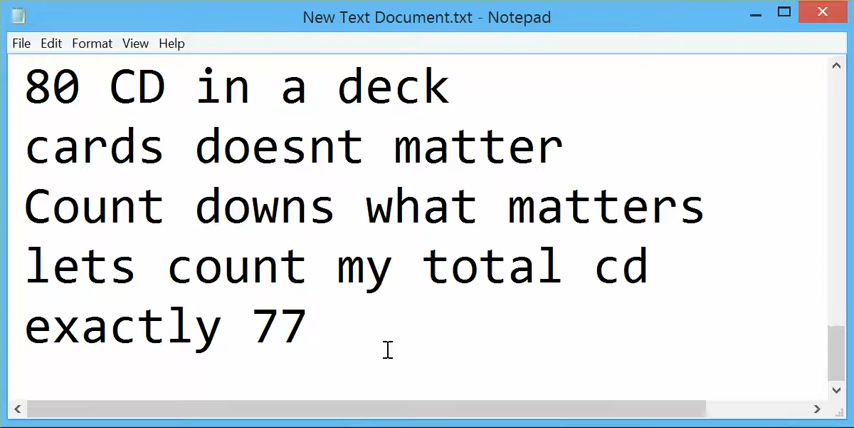 New Text Document.txt - Notepad
File Edit Format View Help
80 CD in a deck
cards doesnt matter
Count downs what matters
lets count my total cd
exactly 77